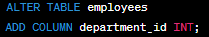 ALTER TABLE employees
ADD COLUMN department_id INT;